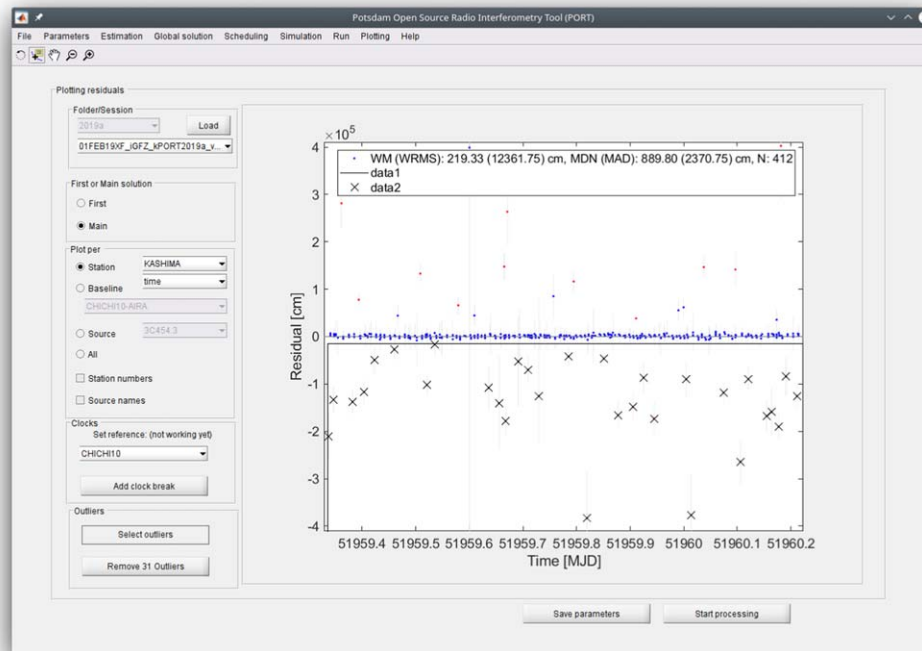 Potsdam Open Source Radio Interferometry Tool (PORT)
File Parameters Estimation Global solution Scheduling Simulation Run Plotting Help
Plotting residuals
Folder/Session
2019a
Load
01FEB19XF_iGFZ_kPORT2019a_v...
First or Main solution
First
Main
Plot per
Station
KASHIMA
Baseline
time
CHICHI10-AIRA
Source
3C454.3
All
Station numbers
Source names
Clocks
Set reference: (not working yet)
CHICHI10
Add clock break
Outliers
Select outliers
Remove 31 Outliers
×10^5
WM (WRMS): 219.33 (12361.75) cm, MDN (MAD): 889.80 (2370.75) cm, N: 412
data1
data2
4
3
2
1
0
-1
-2
-3
-4
Residual [cm]
51959.4 51959.5 51959.6 51959.7 51959.8 51959.9 51960 51960.1 51960.2
Time [MJD]
Save parameters
Start processing